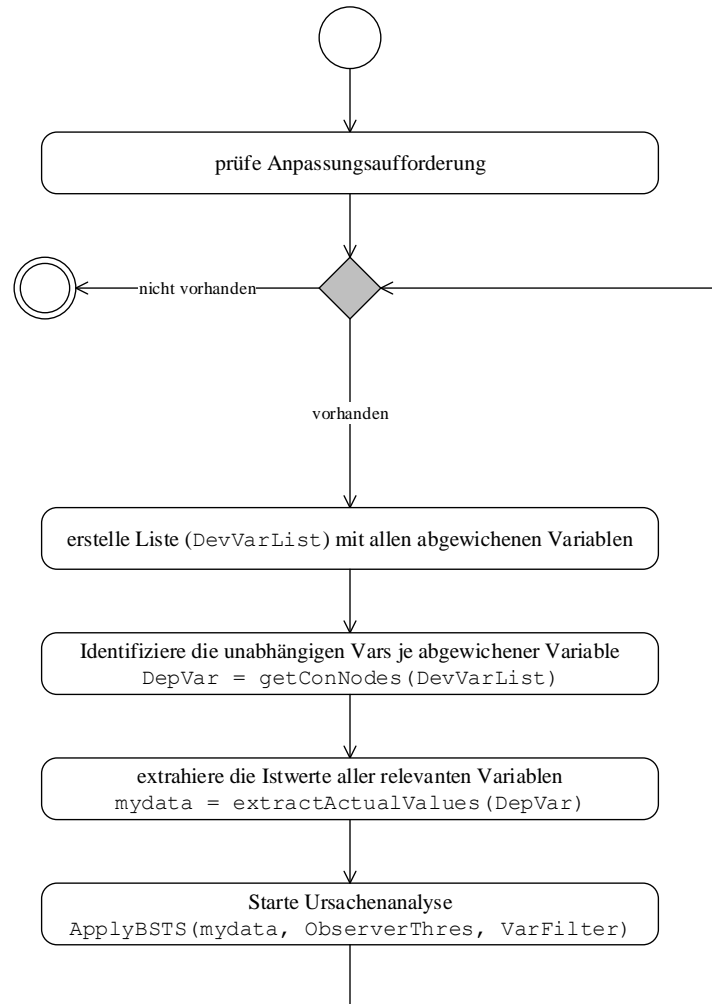 prüfe Anpassungsaufforderung
nicht vorhanden
vorhanden
erstelle Liste (DevVarList) mit allen abgewichenen Variablen
Identifiziere die unabhängigen Vars je abgewichener Variable
DepVar = getConNodes(DevVarList)
extrahiere die Istwerte aller relevanten Variablen
mydata = extractActualValues(DepVar)
Starte Ursachenanalyse
ApplyBSTS(mydata, ObserverThres, VarFilter)